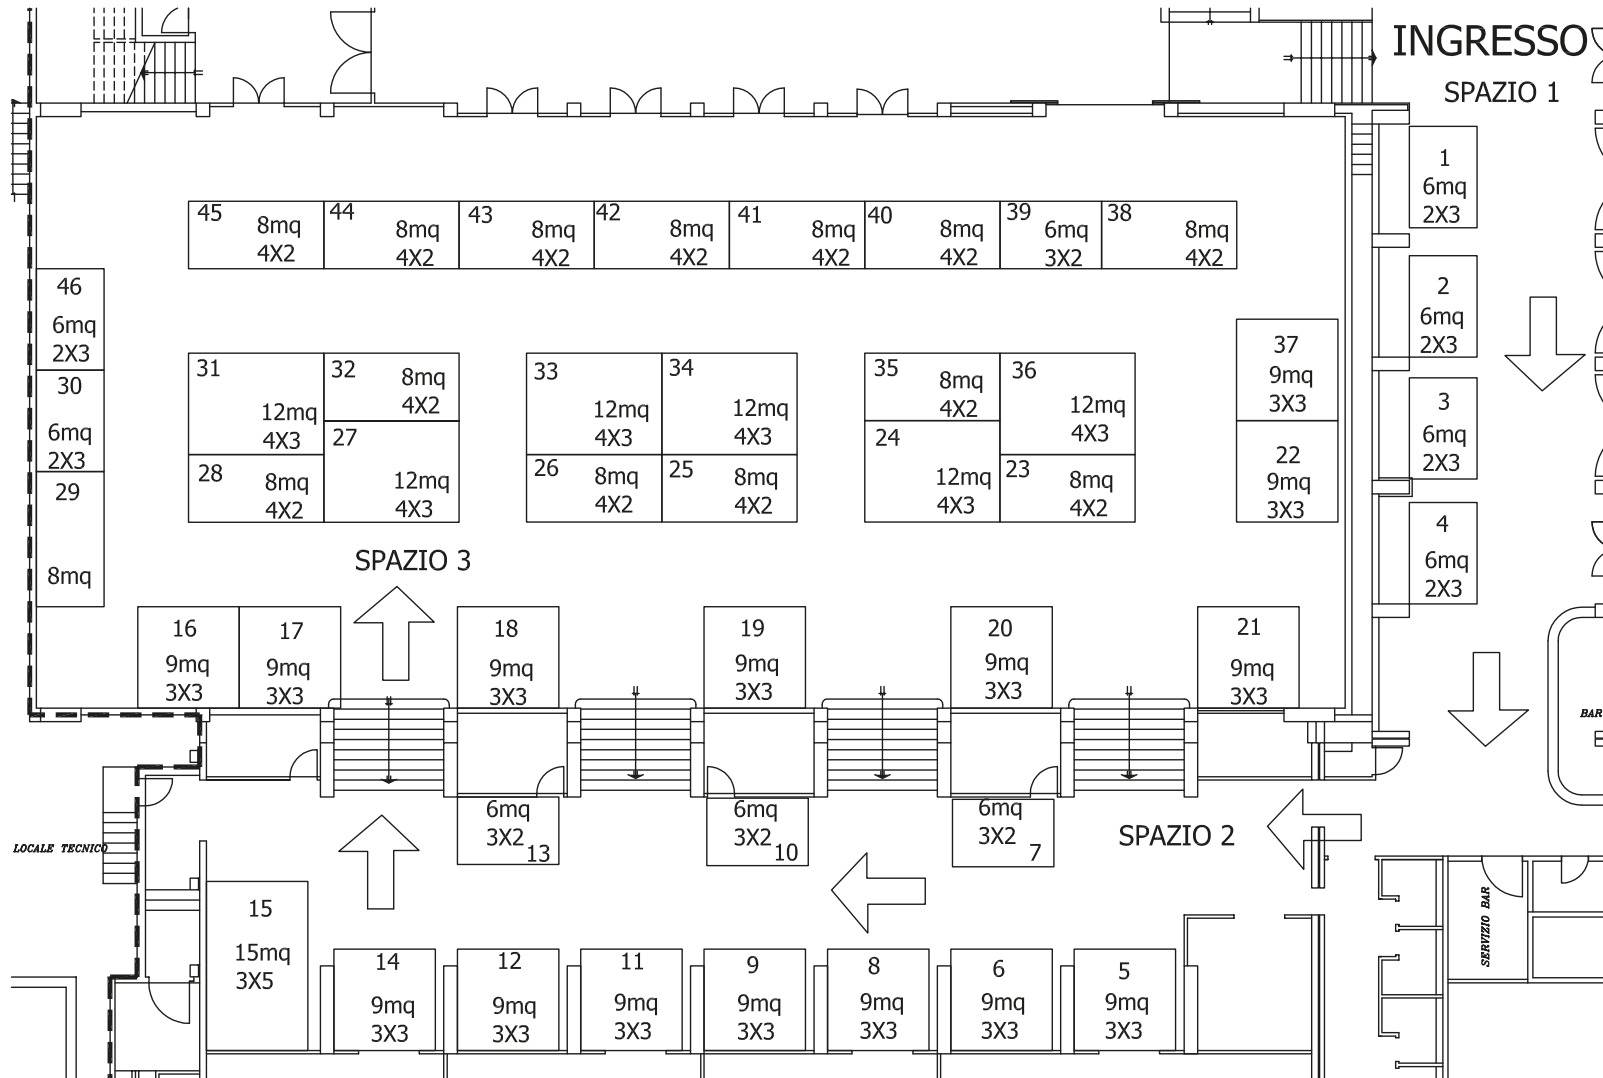 INGRESSO
SPAZIO 1
1
6mq
2X3
2
6mq
2X3
3
6mq
2X3
4
6mq
2X3
45
8mq
4X2
44
8mq
4X2
43
8mq
4X2
42
8mq
4X2
41
8mq
4X2
40
8mq
4X2
39
6mq
3X2
38
8mq
4X2
46
6mq
2X3
30
6mq
2X3
29
8mq
31
12mq
4X3
32
8mq
4X2
28
8mq
4X2
27
12mq
4X3
33
12mq
4X3
34
12mq
4X3
26
8mq
4X2
25
8mq
4X2
35
8mq
4X2
36
12mq
4X3
24
12mq
4X3
23
8mq
4X2
37
9mq
3X3
22
9mq
3X3
SPAZIO 3
16
9mq
3X3
17
9mq
3X3
18
9mq
3X3
19
9mq
3X3
20
9mq
3X3
21
9mq
3X3
BAR
6mq
3X2
13
6mq
3X2
10
6mq
3X2
7
SPAZIO 2
LOCALE TECNICO
15
15mq
3X5
14
9mq
3X3
12
9mq
3X3
11
9mq
3X3
9
9mq
3X3
8
9mq
3X3
6
9mq
3X3
5
9mq
3X3
SERVIZIO BAR